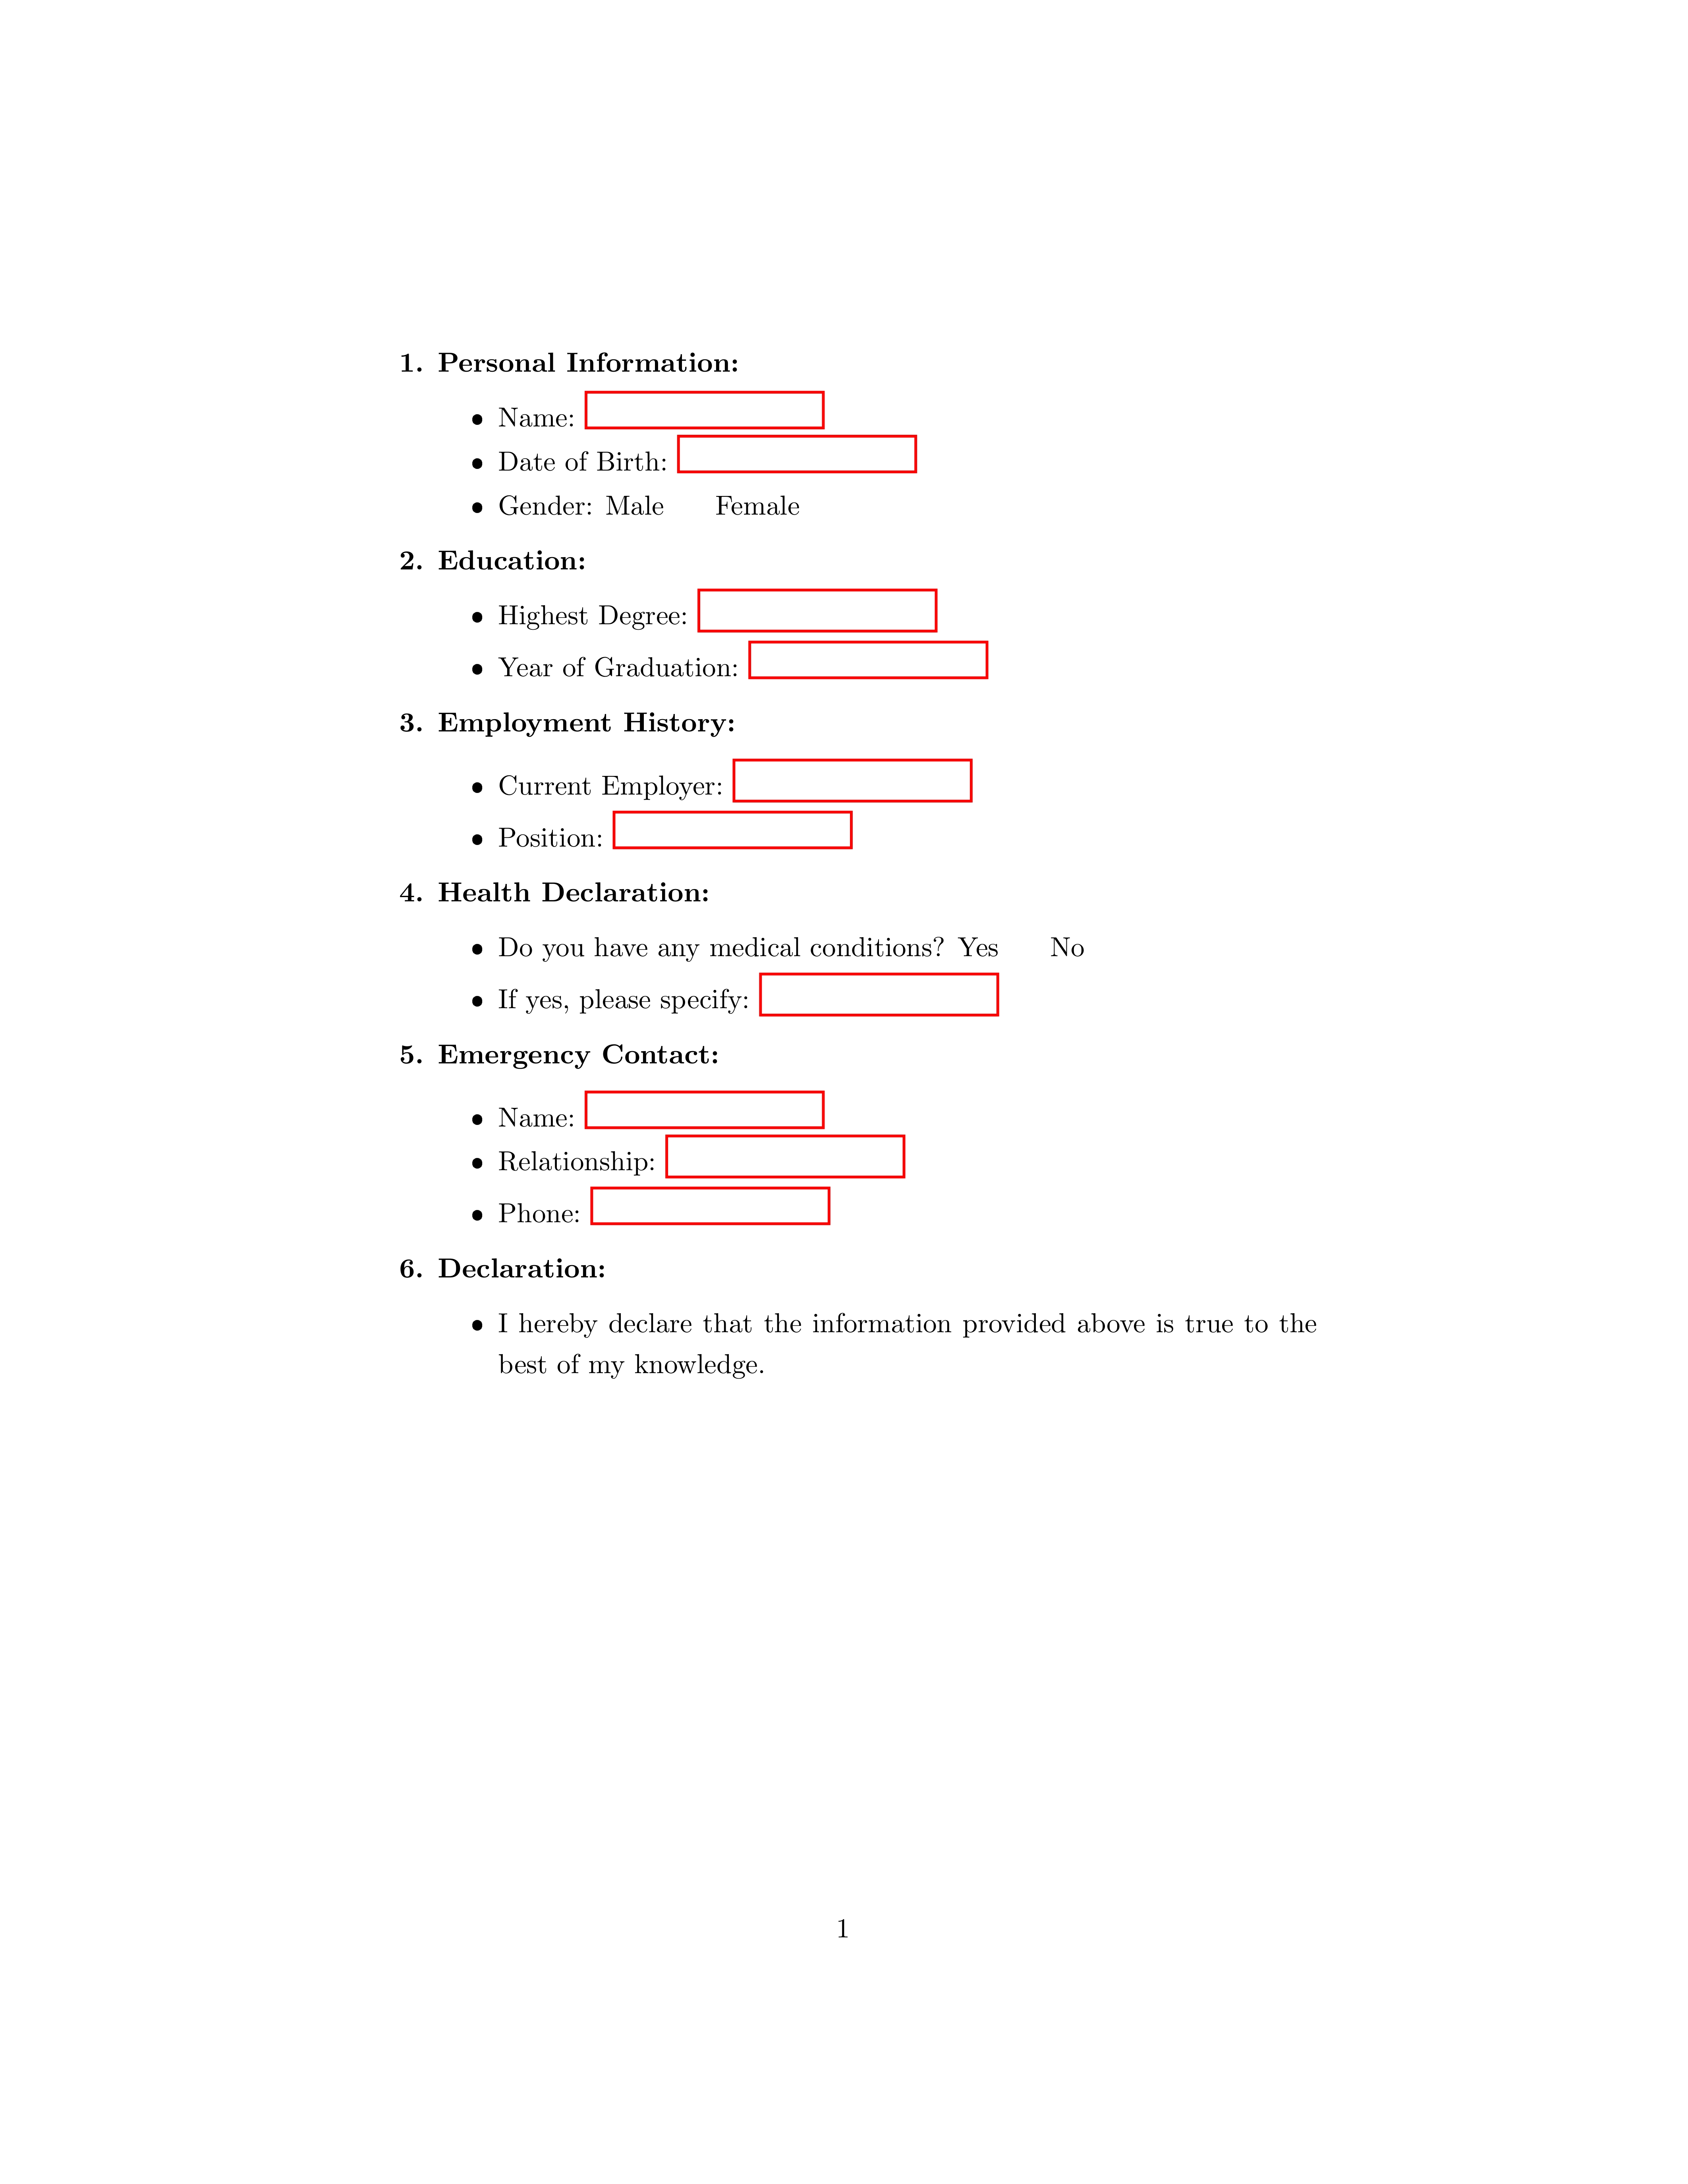 1. Personal Information:
• Name:
• Date of Birth:
• Gender: Male Female
2. Education:
• Highest Degree:
• Year of Graduation:
3. Employment History:
• Current Employer:
• Position:
4. Health Declaration:
• Do you have any medical conditions? Yes No
• If yes, please specify:
5. Emergency Contact:
• Name:
• Relationship:
• Phone:
6. Declaration:
• I hereby declare that the information provided above is true to the
best of my knowledge.
1